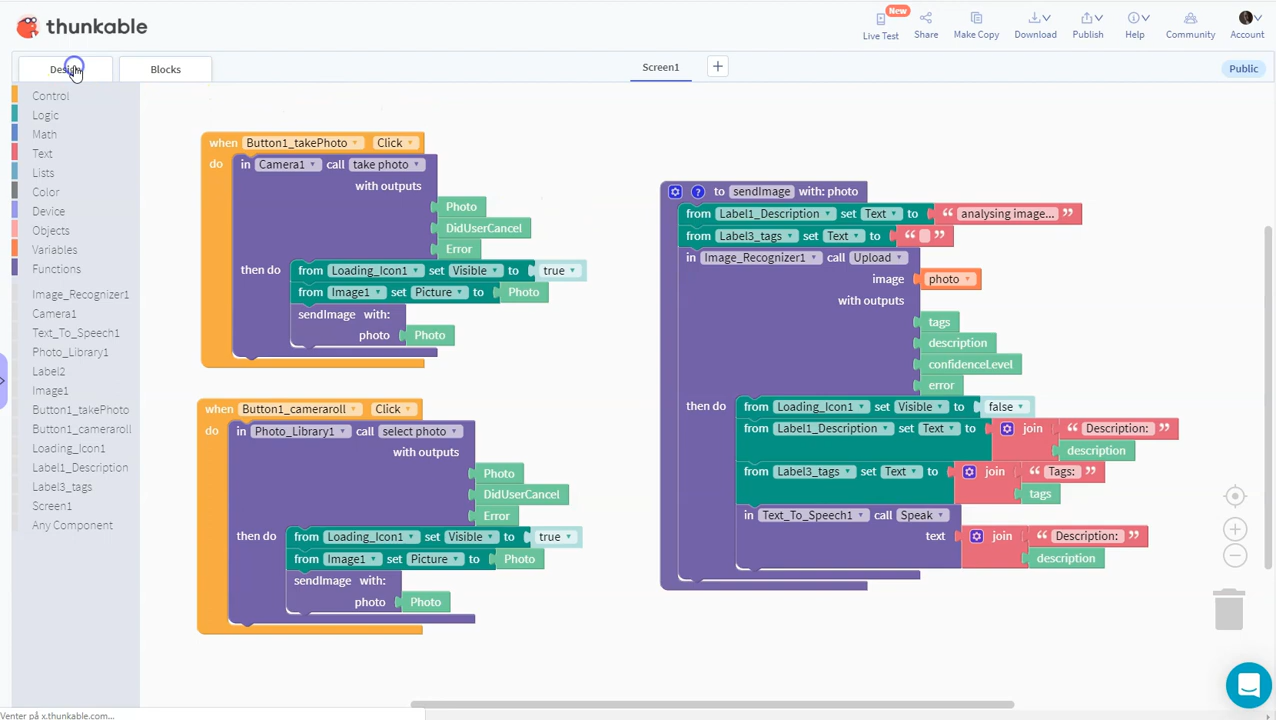 thunkable
New
Live Test
Share
Make Copy
Download
Publish
Help
Community
Account
Design
Blocks
Screen1
+
Public
Control
Logic
Math
Text
Lists
Color
Device
Objects
Variables
Functions
Image_Recognizer1
Camera1
Text_To_Speech1
Photo_Library1
Label2
Image1
Button1_takePhoto
Button1_cameraroll
Loading_Icon1
Label1_Description
Label3_tags
Screen1
Any Component
when Button1_takePhoto Click
do in Camera1 call take photo
with outputs
Photo
DidUserCancel
Error
then do from Loading_Icon1 set Visible to true
from Image1 set Picture to Photo
sendImage with:
photo Photo
when Button1_cameraroll Click
do in Photo_Library1 call select photo
with outputs
Photo
DidUserCancel
Error
then do from Loading_Icon1 set Visible to true
from Image1 set Picture to Photo
sendImage with:
photo Photo
? to sendImage with: photo
from Label1_Description set Text to “ analysing image... ”
from Label3_tags set Text to “ ”
in Image_Recognizer1 call Upload
image photo
with outputs
tags
description
confidenceLevel
error
then do from Loading_Icon1 set Visible to false
from Label1_Description set Text to join “ Description: ”
description
from Label3_tags set Text to join “ Tags: ”
tags
in Text_To_Speech1 call Speak
text join “ Description: ”
description
Venter på x.thunkable.com...